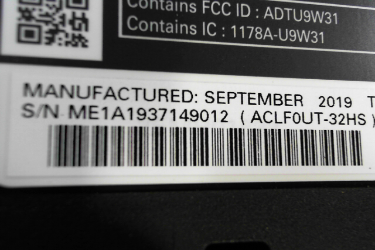 Contains FCC ID : ADTU9W31
Contains IC : 1178A-U9W31
MANUFACTURED: SEPTEMBER 2019 T
S/N ME1A1937149012 ( ACLF0UT-32HS )